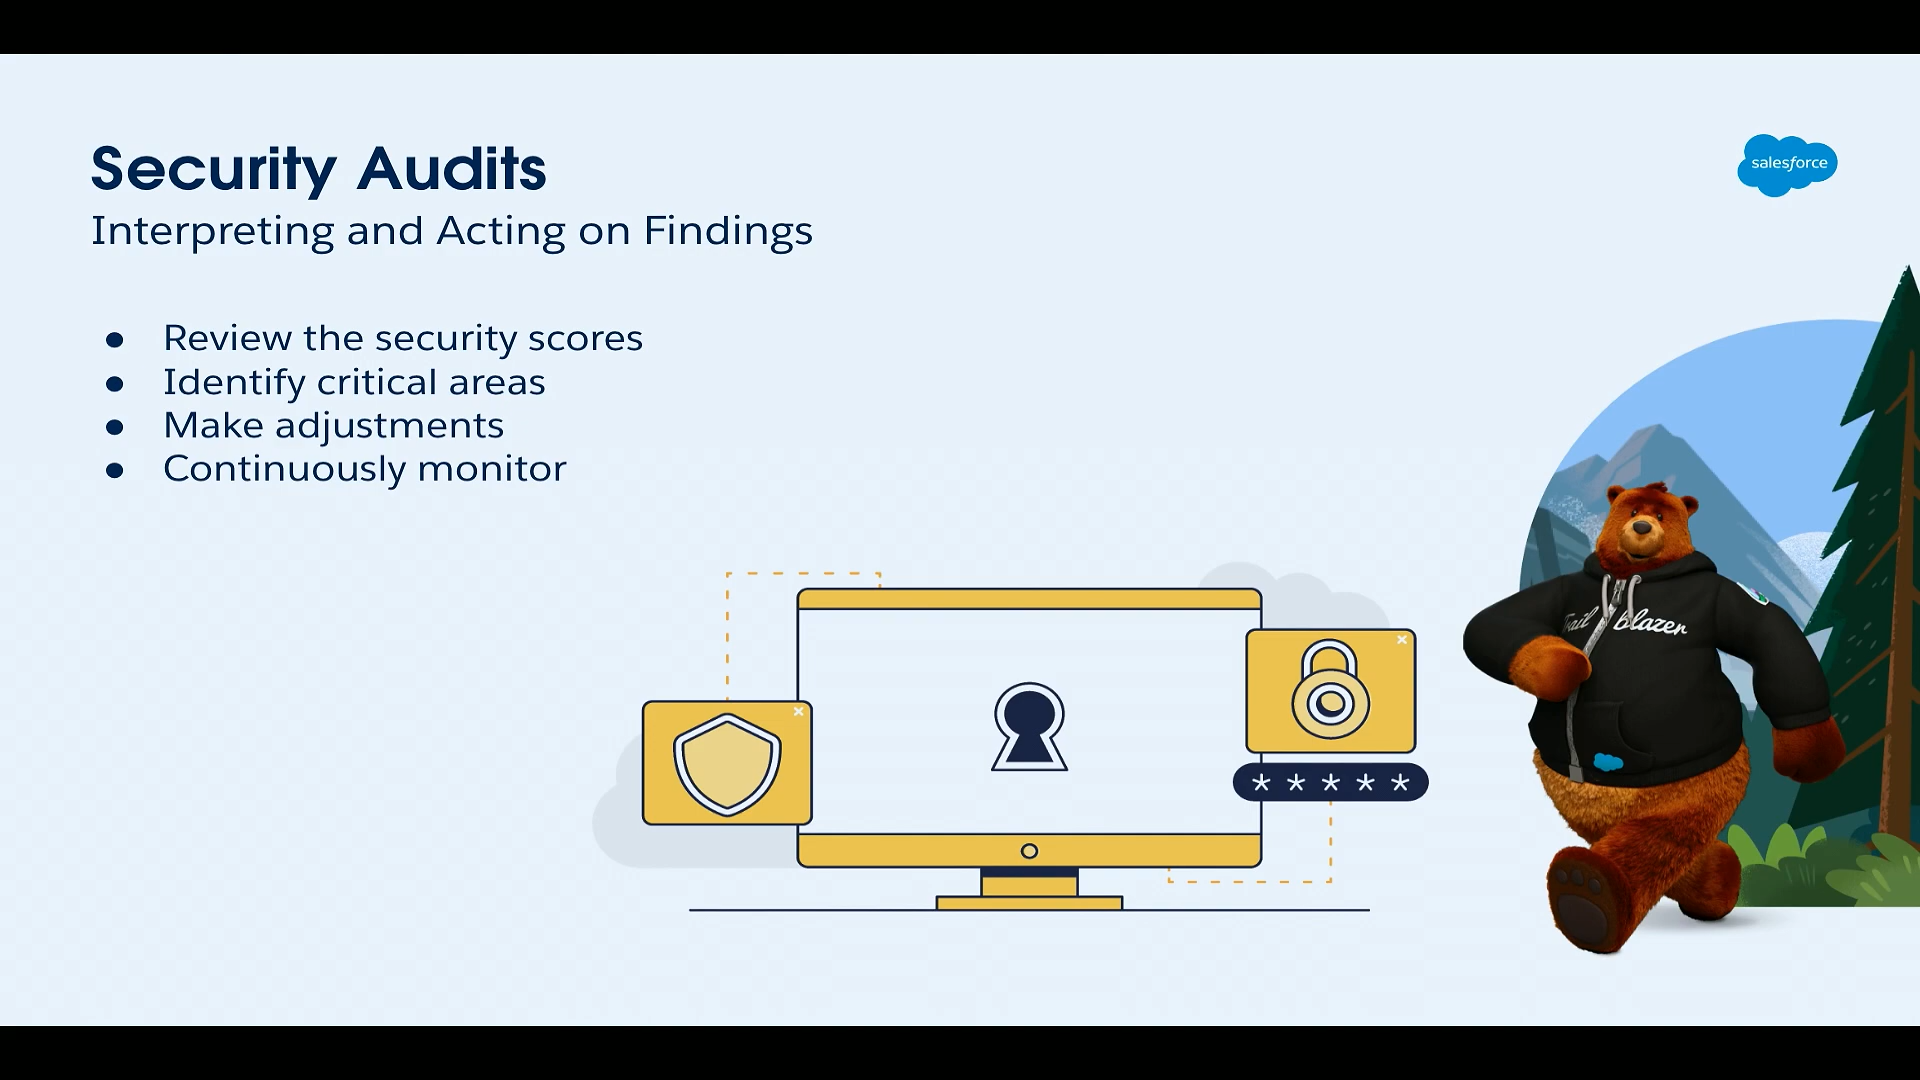 Security Audits
salesforce
Interpreting and Acting on Findings
● Review the security scores
● Identify critical areas
● Make adjustments
● Continuously monitor
Trail blazer
* * * * *